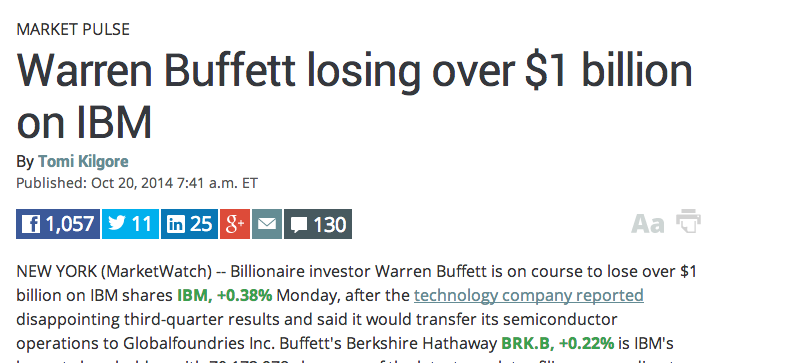 MARKET PULSE
Warren Buffett losing over $1 billion
on IBM
By Tomi Kilgore
Published: Oct 20, 2014 7:41 a.m. ET
f 1,057 11 in 25 g+ 130
Aa
NEW YORK (MarketWatch) -- Billionaire investor Warren Buffett is on course to lose over $1
billion on IBM shares IBM, +0.38% Monday, after the technology company reported
disappointing third-quarter results and said it would transfer its semiconductor
operations to Globalfoundries Inc. Buffett's Berkshire Hathaway BRK.B, +0.22% is IBM's